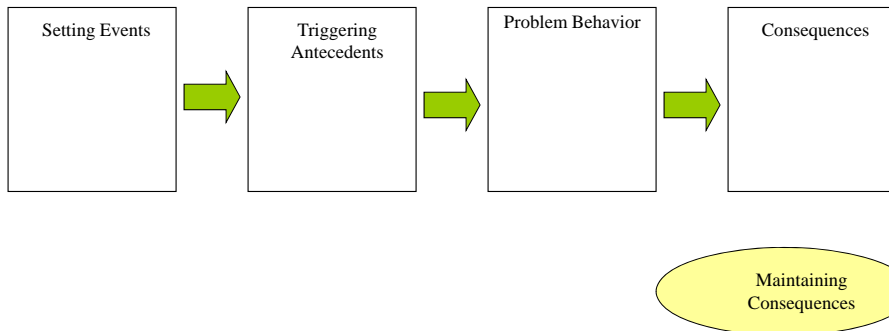 Setting Events
Triggering
Antecedents
Problem Behavior
Consequences
Maintaining
Consequences